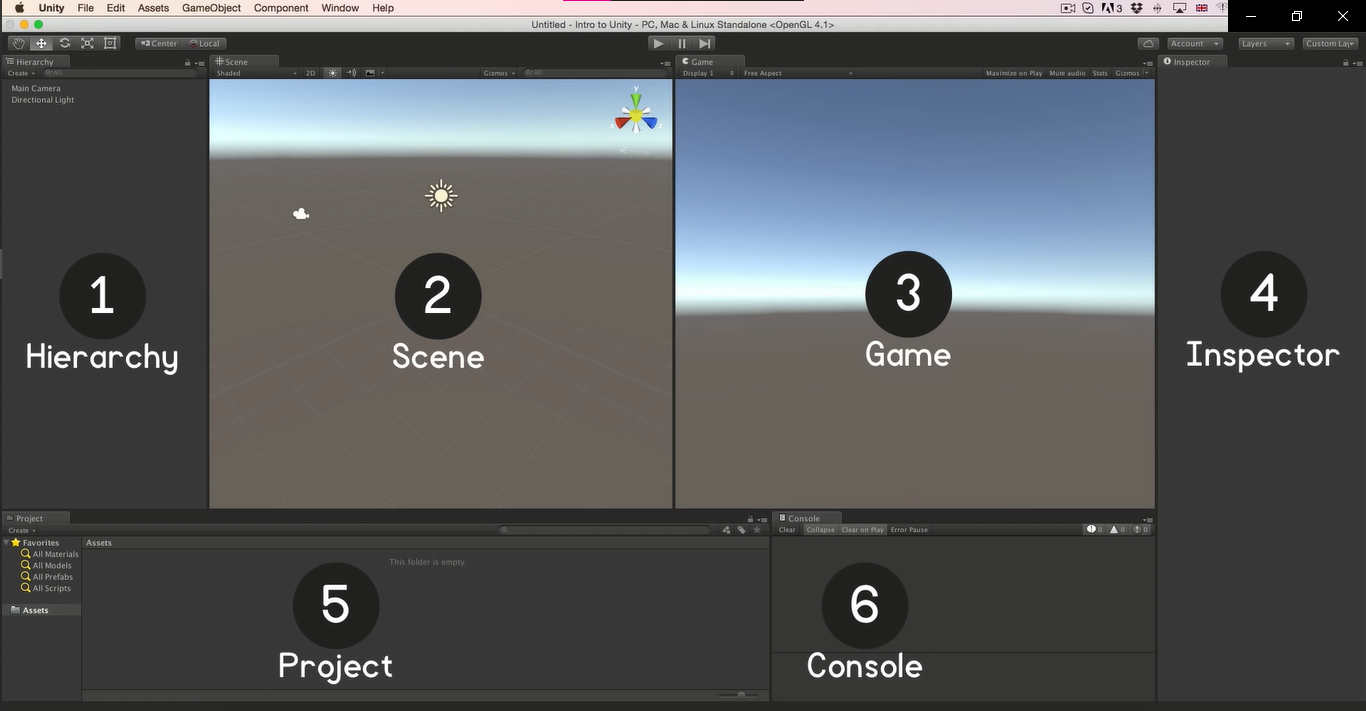 Unity File Edit Assets GameObject Component Window Help
3
Untitled - Intro to Unity - PC, Mac & Linux Standalone <OpenGL 4.1>
Center Local
Account Layers Custom Lay
Hierarchy
Create All
Main Camera
Directional Light
1
Hierarchy
Scene
Shaded 2D Gizmos All
y
x z
2
Scene
Game
Display 1 Free Aspect Maximize on Play Mute audio Stats Gizmos
3
Game
Inspector
4
Inspector
Project
Create
Favorites
All Materials
All Models
All Prefabs
All Scripts
Assets
Assets
This folder is empty
5
Project
Console
Clear Collapse Clear on Play Error Pause 0 0 0
6
Console